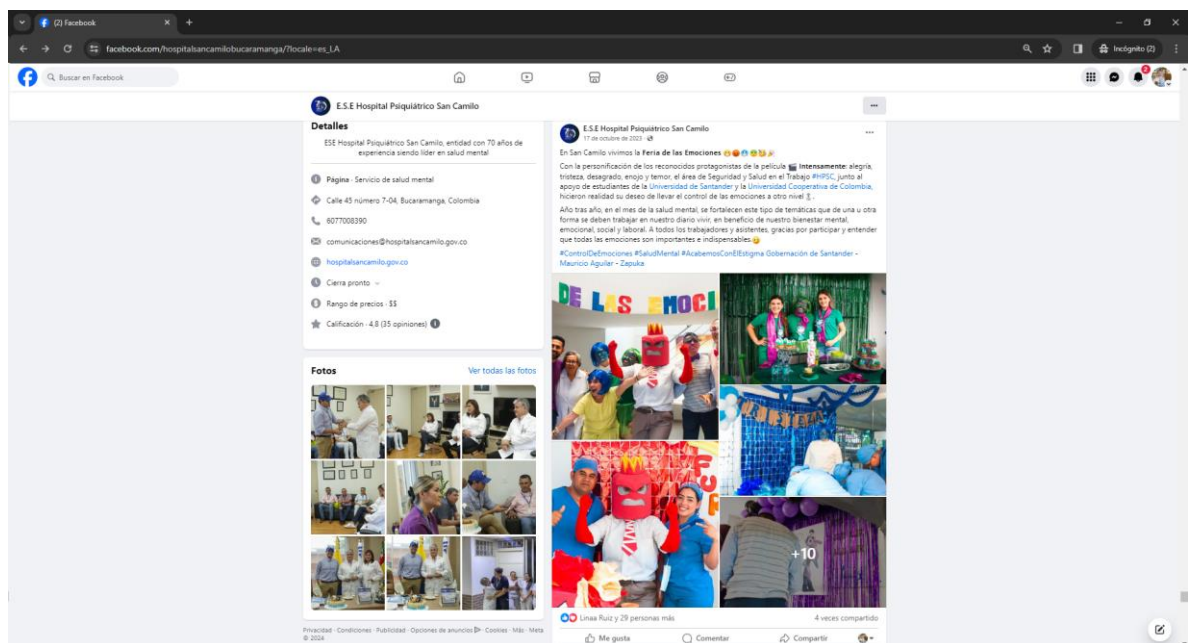 (2) Facebook
facebook.com/hospitalsancamilobucaramanga/?locale=es_LA
Incógnito (2)
Buscar en Facebook
2
E.S.E Hospital Psiquiátrico San Camilo
Detalles
ESE Hospital Psiquiátrico San Camilo, entidad con 70 años de
experiencia siendo líder en salud mental
Página · Servicio de salud mental
Calle 45 número 7-04, Bucaramanga, Colombia
6077008390
comunicaciones@hospitalsancamilo.gov.co
hospitalsancamilo.gov.co
Cierra pronto
Rango de precios · $$
Calificación · 4,8 (35 opiniones)
Fotos
Ver todas las fotos
Privacidad · Condiciones · Publicidad · Opciones de anuncios · Cookies · Más · Meta
© 2024
E.S.E Hospital Psiquiátrico San Camilo
17 de octubre de 2023
En San Camilo vivimos la Feria de las Emociones
Con la personificación de los reconocidos protagonistas de la película 🎬 Intensamente: alegría,
tristeza, desagrado, enojo y temor, el área de Seguridad y Salud en el Trabajo #HPSC, junto al
apoyo de estudiantes de la Universidad de Santander y la Universidad Cooperativa de Colombia,
hicieron realidad su deseo de llevar el control de las emociones a otro nivel.
Año tras año, en el mes de la salud mental, se fortalecen este tipo de temáticas que de una u otra
forma se deben trabajar en nuestro diario vivir, en beneficio de nuestro bienestar mental,
emocional, social y laboral. A todos los trabajadores y asistentes, gracias por participar y entender
que todas las emociones son importantes e indispensables.
#ControlDeEmociones #SaludMental #AcabemosConElEstigma Gobernación de Santander -
Mauricio Aguilar - Zapuka
DE LAS EMOCI
FUR
+10
Linaa Ruiz y 29 personas más
4 veces compartido
Me gusta
Comentar
Compartir